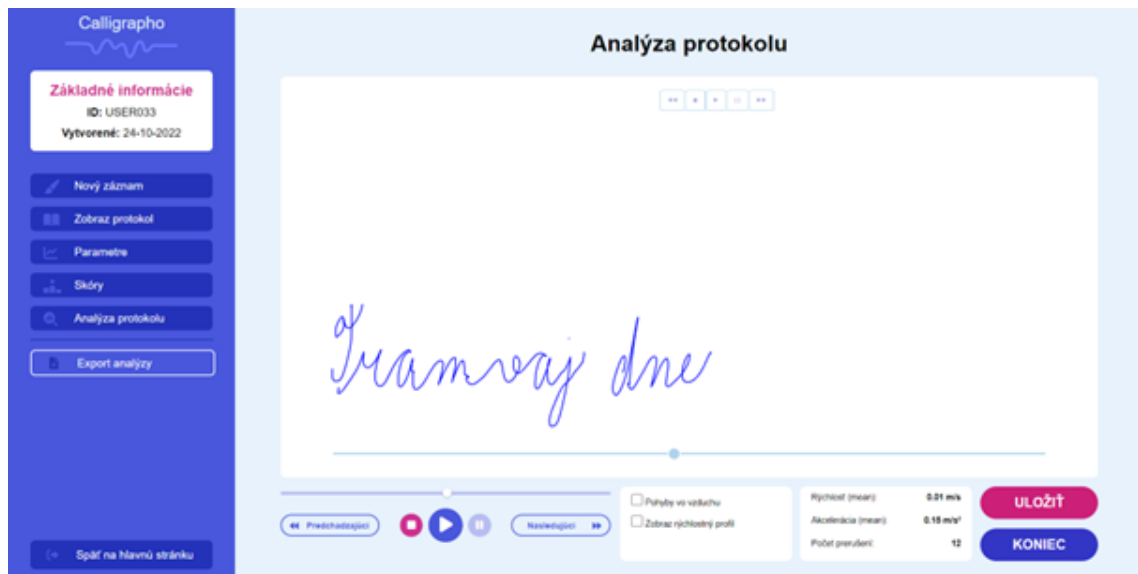 Calligrapho
Analýza protokolu
Základné informácie
ID: USER033
Vytvorené: 24-10-2022
Nový záznam
Zobraz protokol
Parametre
Skóry
Analýza protokolu
Export analýzy
Tramvaj dne
Predchadzajúci
Nasledujúci
Pohyby vo vzduchu
Zobraz rýchlostný profil
Rýchlosť (mean): 0.01 m/s
Akcelerácia (mean): 0.15 m/s²
Počet prerušení: 12
ULOŽIŤ
KONIEC
Späť na hlavnú stránku